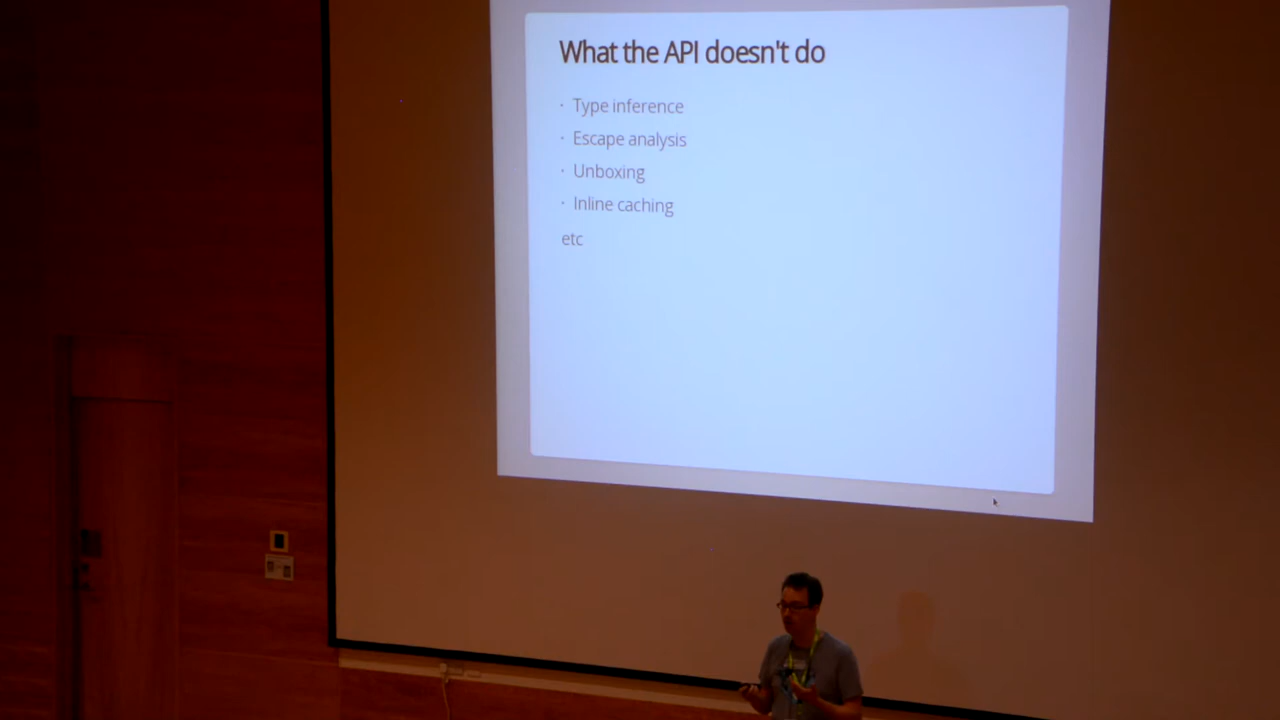 What the API doesn't do
· Type inference
· Escape analysis
· Unboxing
· Inline caching
etc